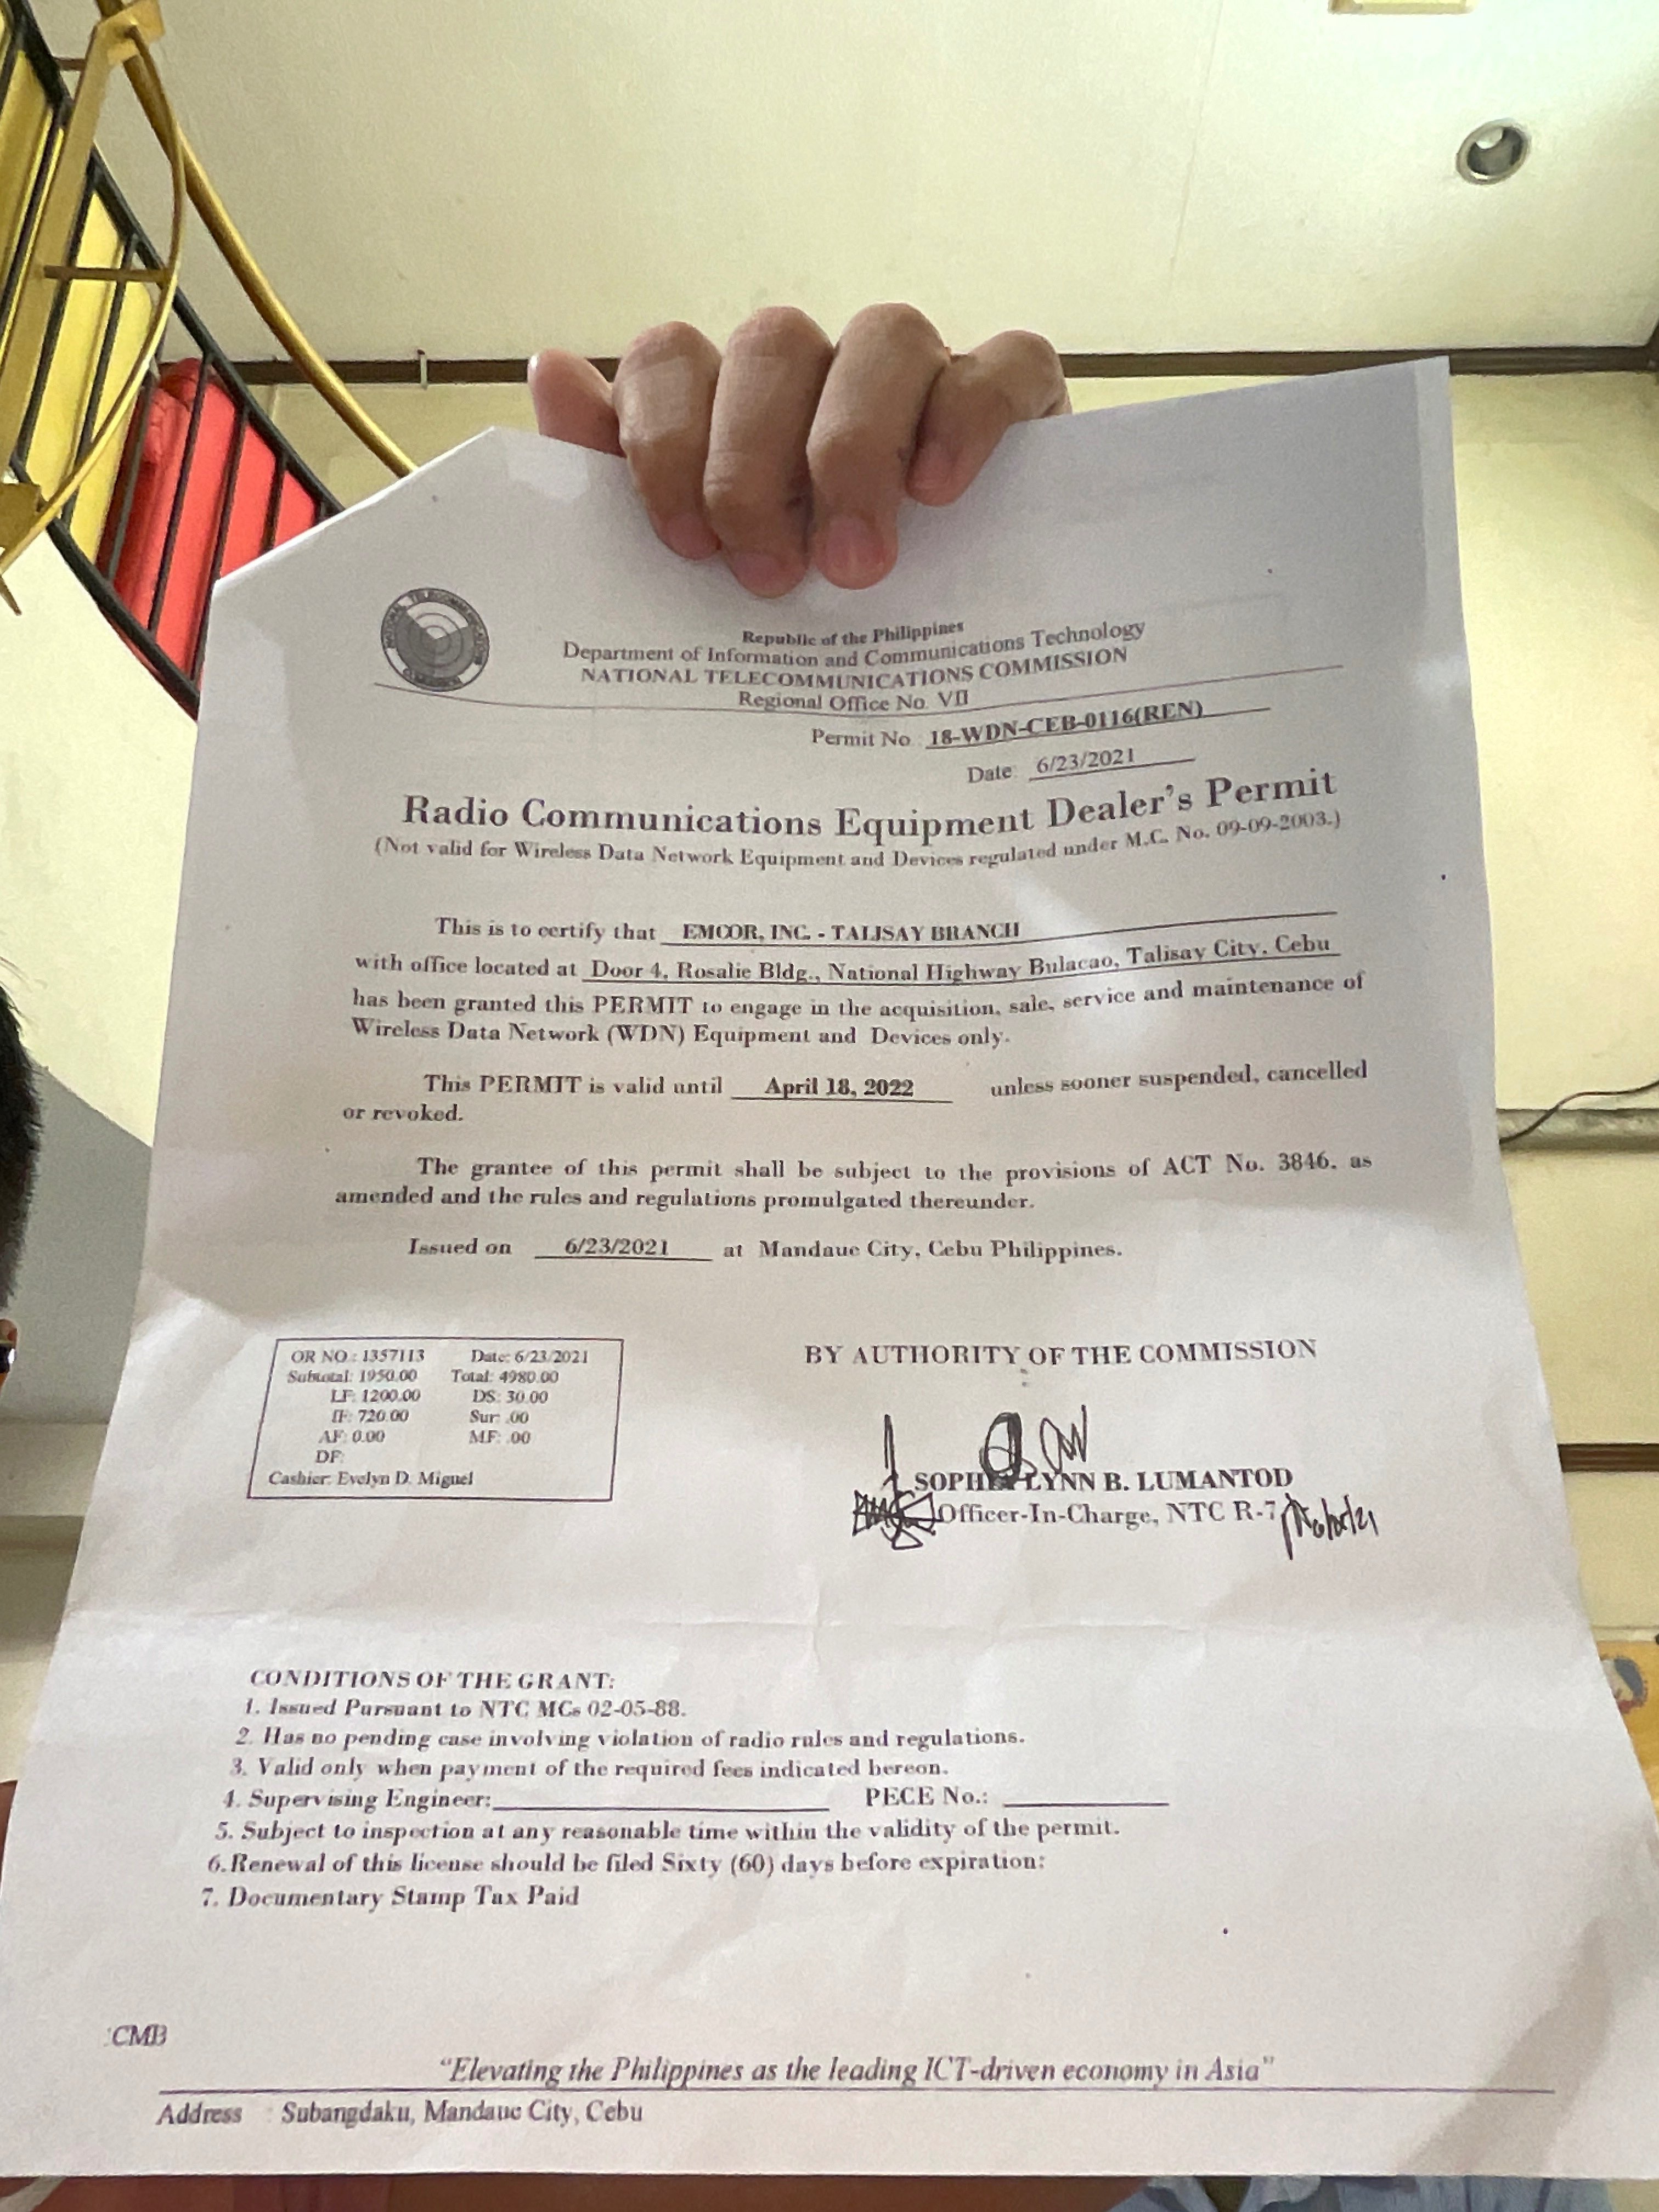 NATIONAL TELECOMMUNICATIONS COMMISSION
Republic of the Philippines
Department of Information and Communications Technology
NATIONAL TELECOMMUNICATIONS COMMISSION
Regional Office No. VII
Permit No. 18-WDN-CEB-0116(REN)
Date: 6/23/2021
Radio Communications Equipment Dealer's Permit
(Not valid for Wireless Data Network Equipment and Devices regulated under M.C. No. 09-09-2003.)
This is to certify that EMCOR, INC. - TALISAY BRANCH
with office located at Door 4, Rosalie Bldg., National Highway Bulacao, Talisay City, Cebu
has been granted this PERMIT to engage in the acquisition, sale, service and maintenance of
Wireless Data Network (WDN) Equipment and Devices only.
This PERMIT is valid until April 18, 2022 unless sooner suspended, cancelled
or revoked.
The grantee of this permit shall be subject to the provisions of ACT No. 3846, as
amended and the rules and regulations promulgated thereunder.
Issued on 6/23/2021 at Mandaue City, Cebu Philippines.
OR NO.: 1357113 Date: 6/23/2021
Subtotal: 1950.00 Total: 4980.00
LF: 1200.00 DS: 30.00
IF: 720.00 Sur: .00
AF: 0.00 MF: .00
DF:
Cashier: Evelyn D. Miguel
BY AUTHORITY OF THE COMMISSION
LYNN B. LUMANTOD
Officer-In-Charge, NTC R-7
CONDITIONS OF THE GRANT:
1. Issued Pursuant to NTC MCs 02-05-88.
2. Has no pending case involving violation of radio rules and regulations.
3. Valid only when payment of the required fees indicated hereon.
4. Supervising Engineer: PECE No.:
5. Subject to inspection at any reasonable time within the validity of the permit.
6.Renewal of this license should be filed Sixty (60) days before expiration:
7. Documentary Stamp Tax Paid
:CMB
"Elevating the Philippines as the leading ICT-driven economy in Asia"
Address : Subangdaku, Mandaue City, Cebu